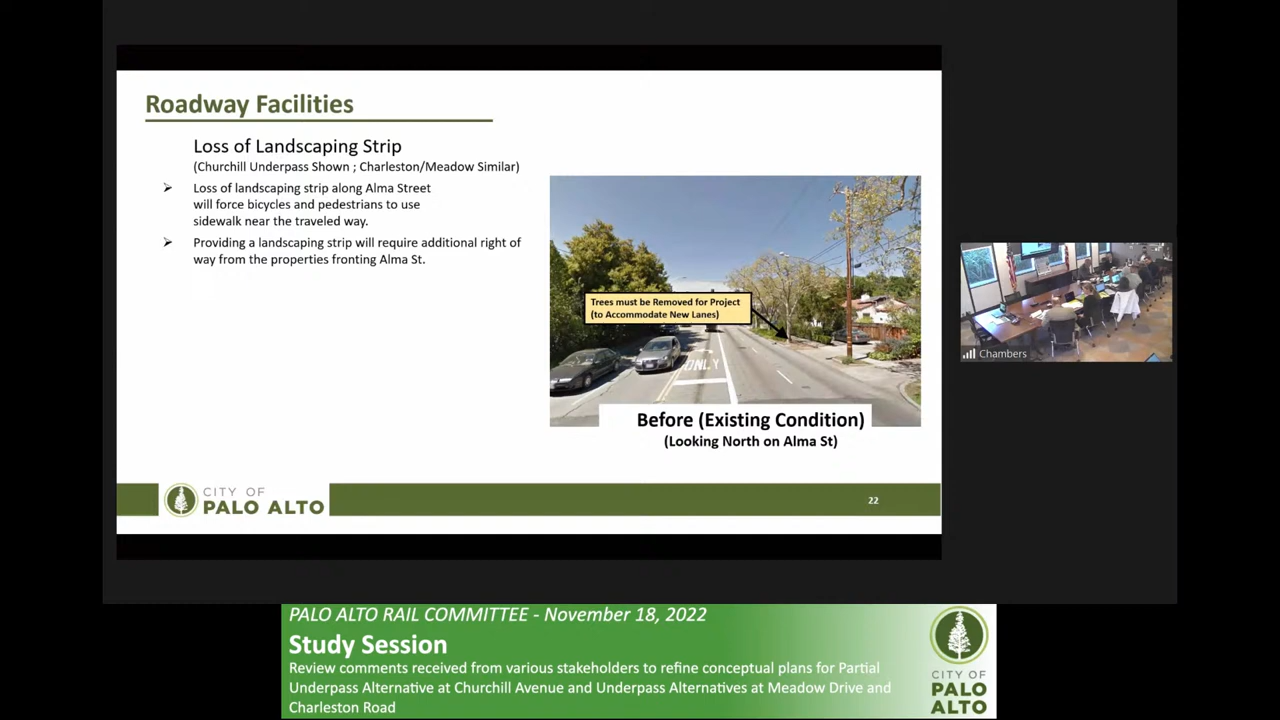 Roadway Facilities
Loss of Landscaping Strip
(Churchill Underpass Shown ; Charleston/Meadow Similar)
➢ Loss of landscaping strip along Alma Street
will force bicycles and pedestrians to use
sidewalk near the traveled way.
➢ Providing a landscaping strip will require additional right of
way from the properties fronting Alma St.
Trees must be Removed for Project
(to Accommodate New Lanes)
ONLY
Before (Existing Condition)
(Looking North on Alma St)
CITY OF
PALO ALTO
22
Chambers
PALO ALTO RAIL COMMITTEE - November 18, 2022
Study Session
Review comments received from various stakeholders to refine conceptual plans for Partial
Underpass Alternative at Churchill Avenue and Underpass Alternatives at Meadow Drive and
Charleston Road
CITY OF
PALO
ALTO